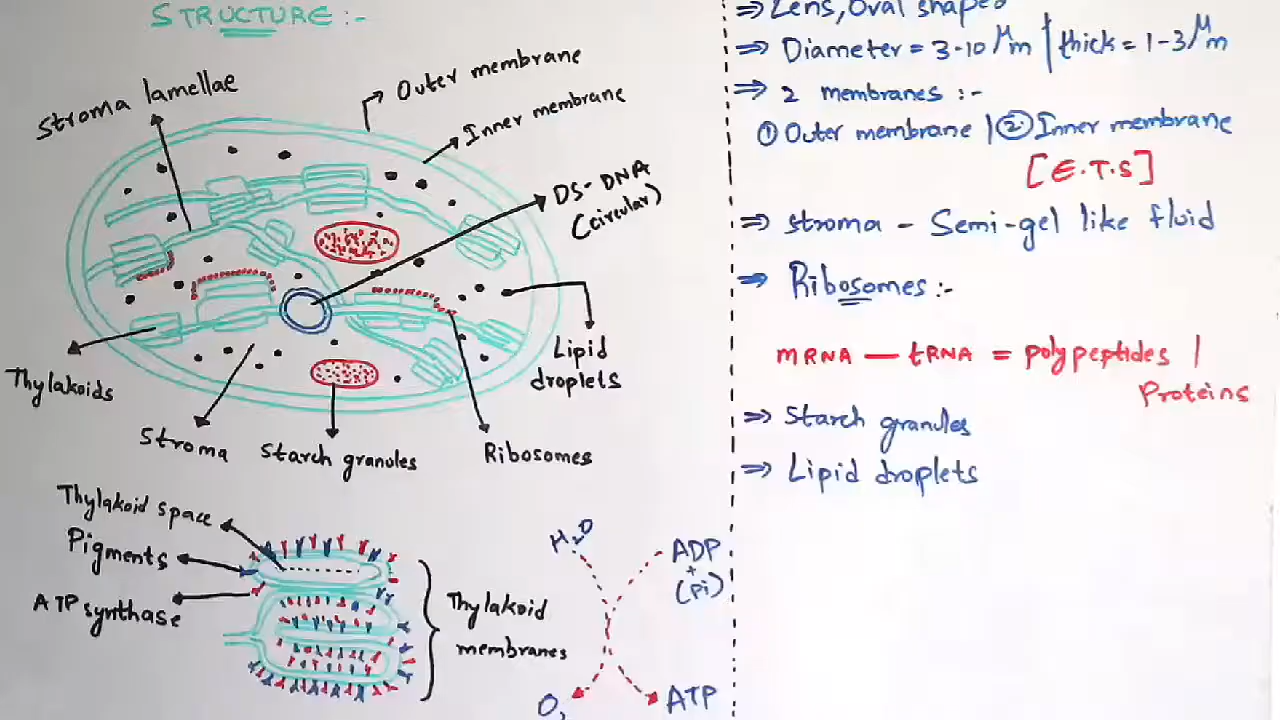 STRUCTURE :-
Stroma lamellae
Outer membrane
Inner membrane
DS-DNA
(circular)
Lipid
droplets
Thylakoids
Stroma
Starch granules
Ribosomes
Thylakoid space
Pigments
ATP synthase
Thylakoid
membranes
H2O
ADP
+
(Pi)
O2
ATP
⇒ Lens, Oval shaped
⇒ Diameter = 3-10 μm | thick = 1-3 μm
⇒ 2 membranes :-
① Outer membrane | ② Inner membrane
[E.T.S]
⇒ Stroma - Semi-gel like fluid
⇒ Ribosomes :-
mRNA — tRNA = polypeptides |
Proteins
⇒ Starch granules
⇒ Lipid droplets